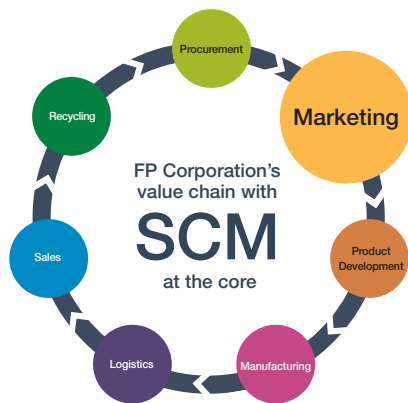 Procurement
Marketing
Recycling
FP Corporation's
value chain with
SCM
at the core
Sales
Product
Development
Logistics
Manufacturing